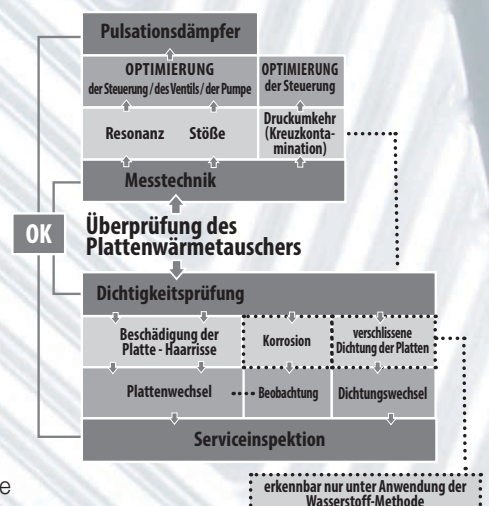 Pulsationsdämpfer
OPTIMIERUNG
der Steuerung / des Ventils / der Pumpe
OPTIMIERUNG
der Steuerung
Resonanz Stöße
Druckumkehr
(Kreuzkonta-
mination)
Messtechnik
OK
Überprüfung des
Plattenwärmetauschers
Dichtigkeitsprüfung
Beschädigung der
Platte - Haarrisse
Korrosion
verschlissene
Dichtung der Platten
Plattenwechsel
Beobachtung
Dichtungswechsel
Serviceinspektion
e
erkennbar nur unter Anwendung der
Wasserstoff-Methode